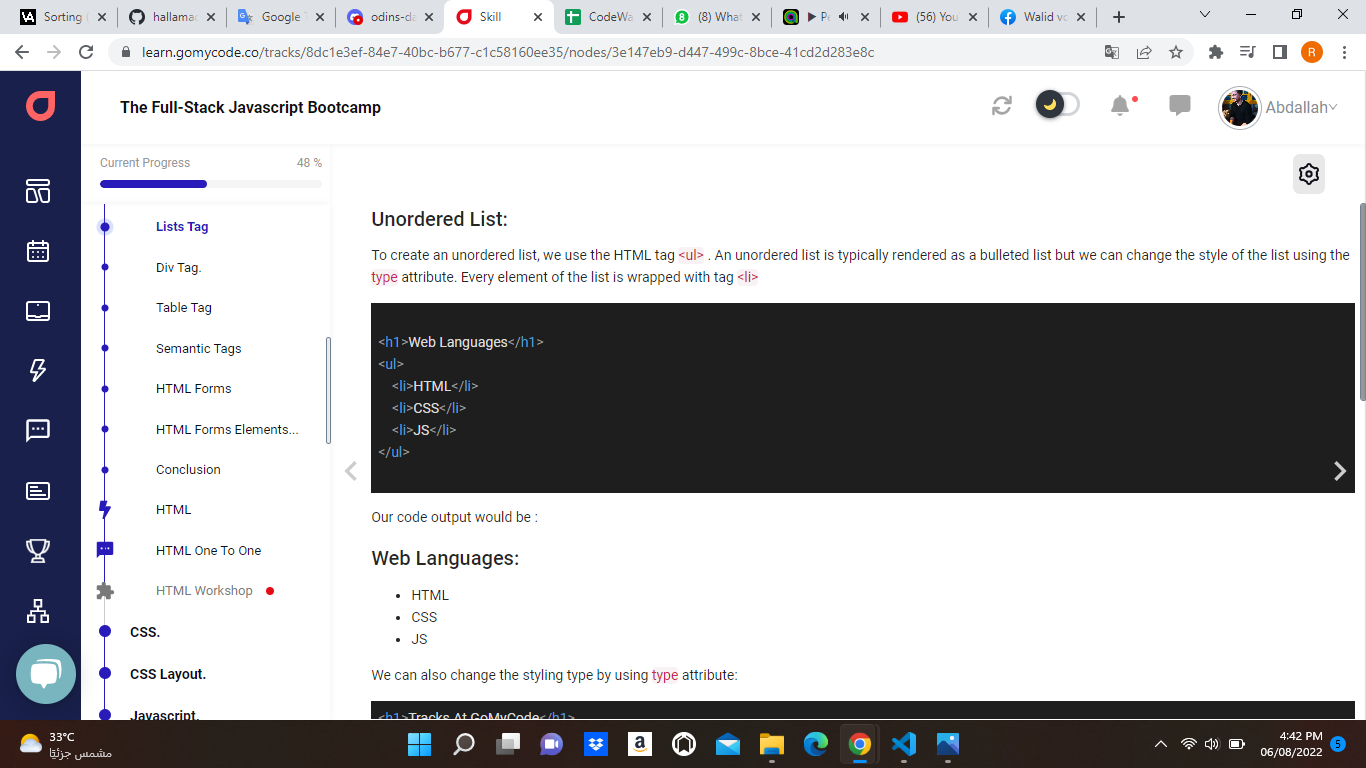 Sorting (
hallamac
Google T
odins-da
Skill
CodeWa
(8) What
(56) You
Walid vo
learn.gomycode.co/tracks/8dc1e3ef-84e7-40bc-b677-c1c58160ee35/nodes/3e147eb9-d447-499c-8bce-41cd2d283e8c
R
The Full-Stack Javascript Bootcamp
Abdallah
Current Progress 48 %
Lists Tag
Div Tag.
Table Tag
Semantic Tags
HTML Forms
HTML Forms Elements...
Conclusion
HTML
HTML One To One
HTML Workshop
CSS.
CSS Layout.
Javascript.
Unordered List:
To create an unordered list, we use the HTML tag <ul> . An unordered list is typically rendered as a bulleted list but we can change the style of the list using the
type attribute. Every element of the list is wrapped with tag <li>
<h1>Web Languages</h1>
<ul>
<li>HTML</li>
<li>CSS</li>
<li>JS</li>
</ul>
Our code output would be :
Web Languages:
• HTML
• CSS
• JS
We can also change the styling type by using type attribute:
<h1>Tracks At GoMyCode</h1>
33°C
مشمس جزئيًا
4:42 PM
06/08/2022
5